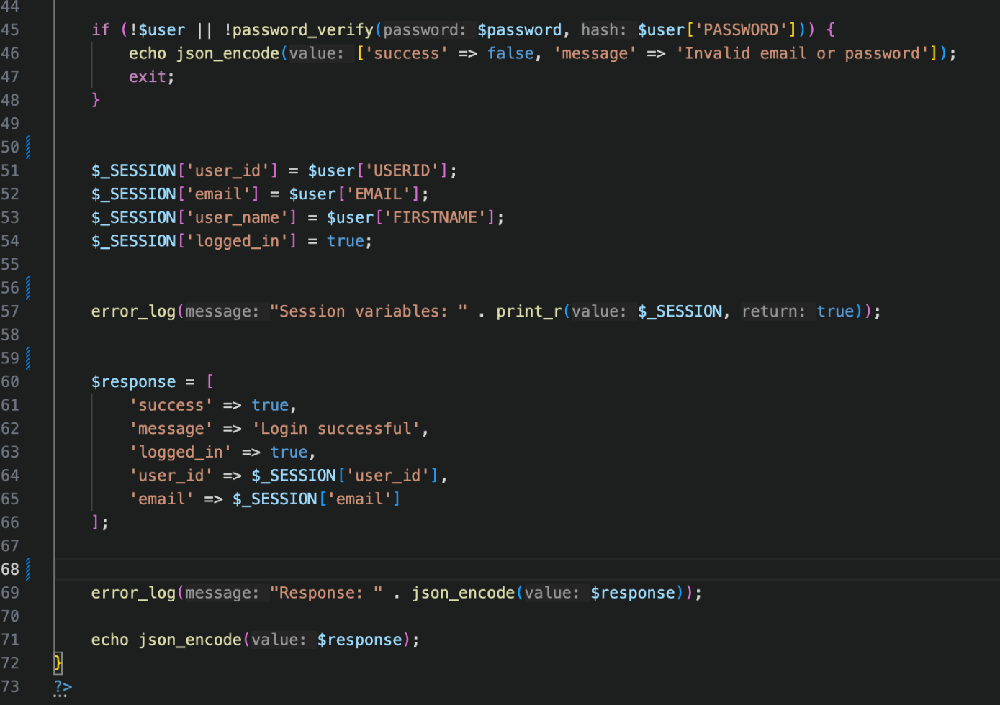 44
45 if (!$user || !password_verify(password: $password, hash: $user['PASSWORD'])) {
46 echo json_encode(value: ['success' => false, 'message' => 'Invalid email or password']);
47 exit;
48 }
49
50
51 $_SESSION['user_id'] = $user['USERID'];
52 $_SESSION['email'] = $user['EMAIL'];
53 $_SESSION['user_name'] = $user['FIRSTNAME'];
54 $_SESSION['logged_in'] = true;
55
56
57 error_log(message: "Session variables: " . print_r(value: $_SESSION, return: true));
58
59
60 $response = [
61 'success' => true,
62 'message' => 'Login successful',
63 'logged_in' => true,
64 'user_id' => $_SESSION['user_id'],
65 'email' => $_SESSION['email']
66 ];
67
68
69 error_log(message: "Response: " . json_encode(value: $response));
70
71 echo json_encode(value: $response);
72 }
73 ?>